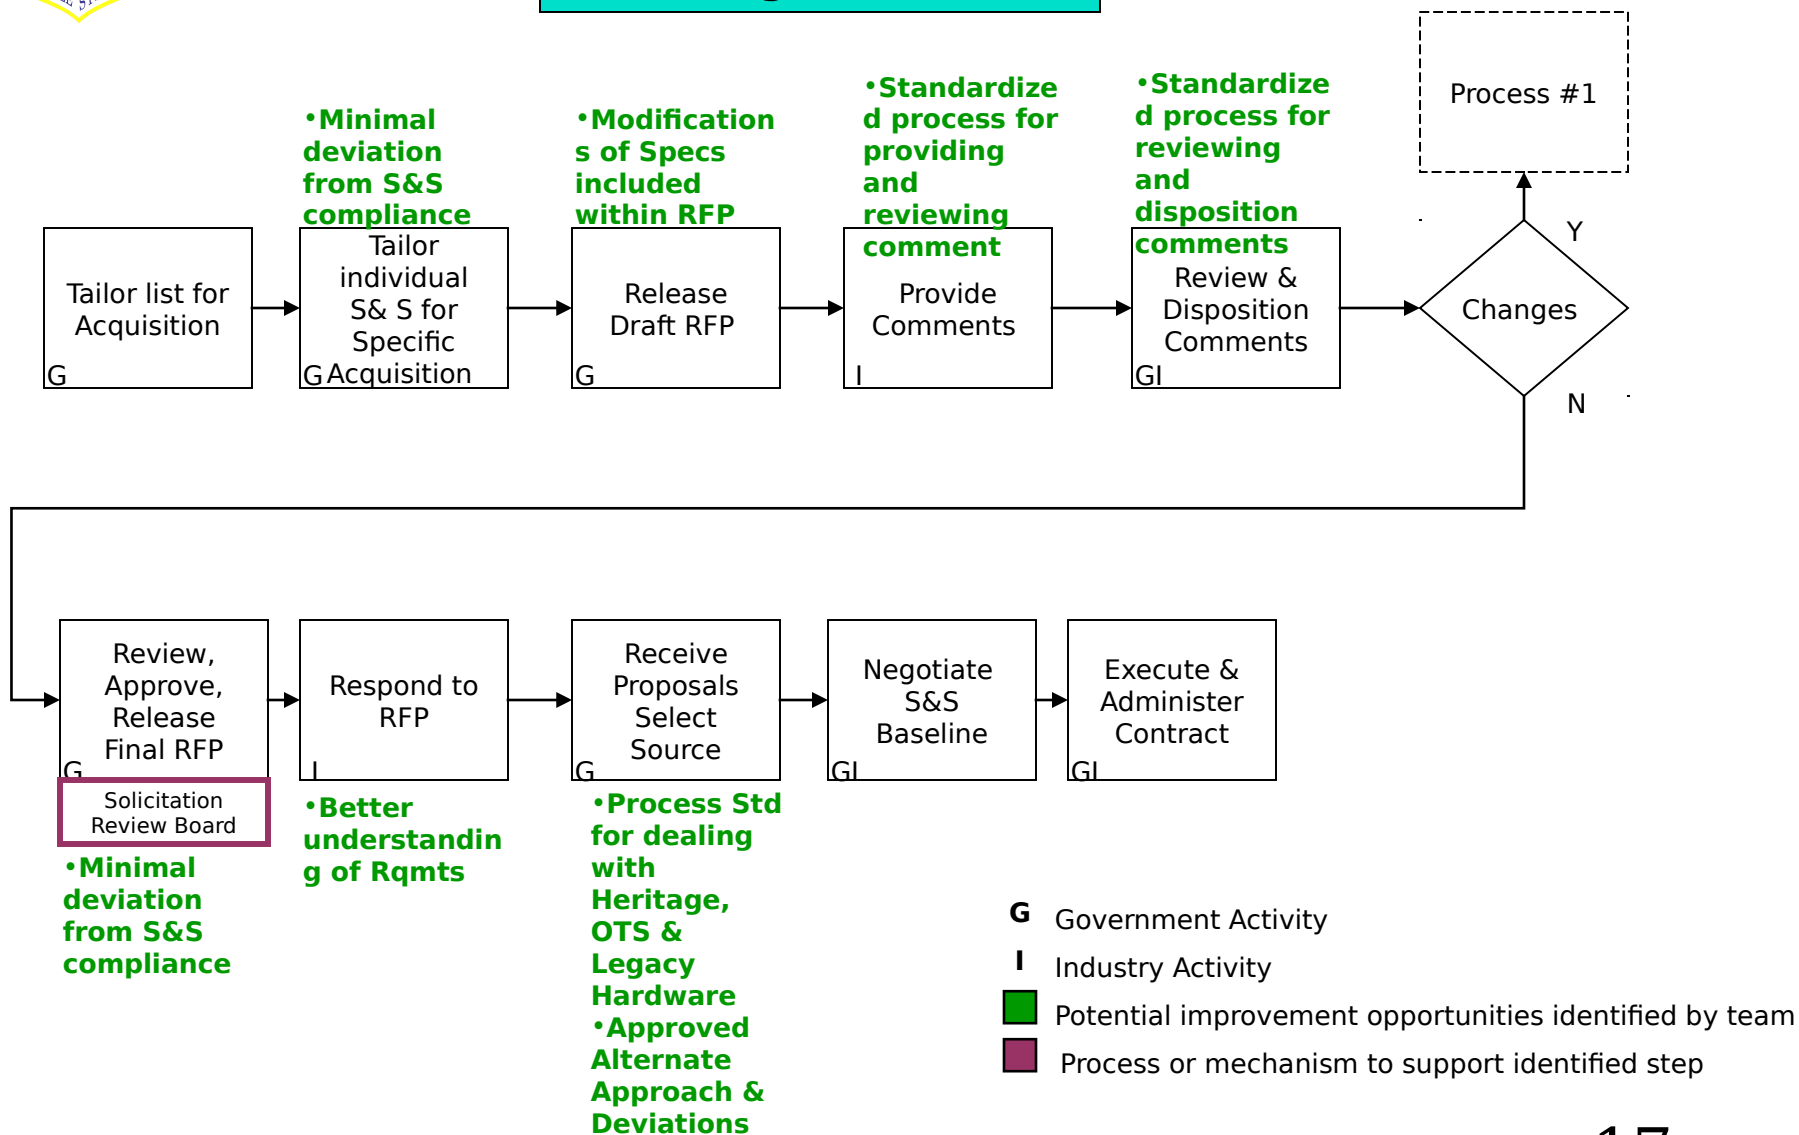 Process #1
•Minimal
deviation
from S&S
compliance
•Modification
s of Specs
included
within RFP
•Standardize
d process for
providing
and
reviewing
comment
•Standardize
d process for
reviewing
and
disposition
comments
Tailor list for
Acquisition
G
Tailor
individual
S& S for
Specific
Acquisition
G
Release
Draft RFP
G
Provide
Comments
I
Review &
Disposition
Comments
GI
Changes
Y
N
Review,
Approve,
Release
Final RFP
G
Solicitation
Review Board
•Minimal
deviation
from S&S
compliance
Respond to
RFP
I
•Better
understandin
g of Rqmts
Receive
Proposals
Select
Source
G
•Process Std
for dealing
with
Heritage,
OTS &
Legacy
Hardware
•Approved
Alternate
Approach &
Deviations
Negotiate
S&S
Baseline
GI
Execute &
Administer
Contract
GI
G Government Activity
I Industry Activity
Potential improvement opportunities identified by team
Process or mechanism to support identified step
17